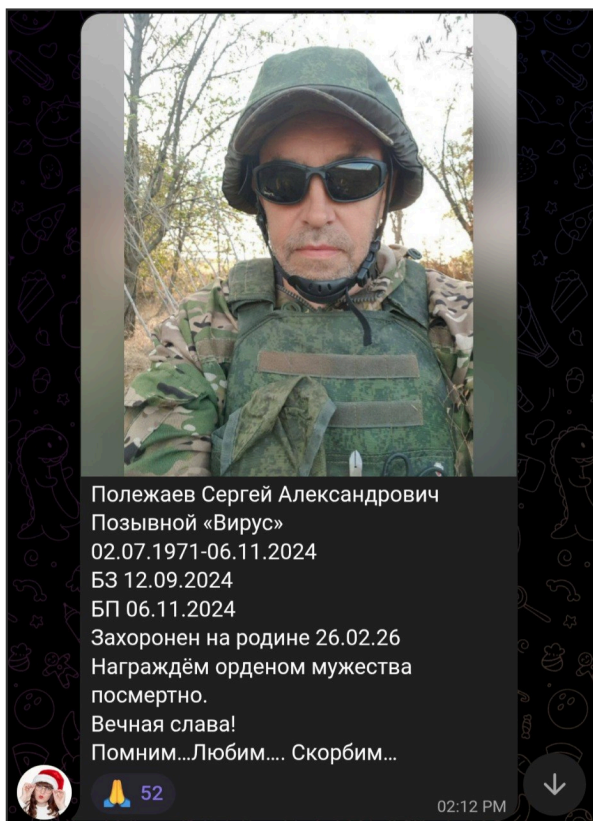 Полежаев Сергей Александрович
Позывной «Вирус»
02.07.1971-06.11.2024
БЗ 12.09.2024
БП 06.11.2024
Захоронен на родине 26.02.26
Награждём орденом мужества
посмертно.
Вечная слава!
Помним...Любим.... Скорбим...
52
02:12 PM